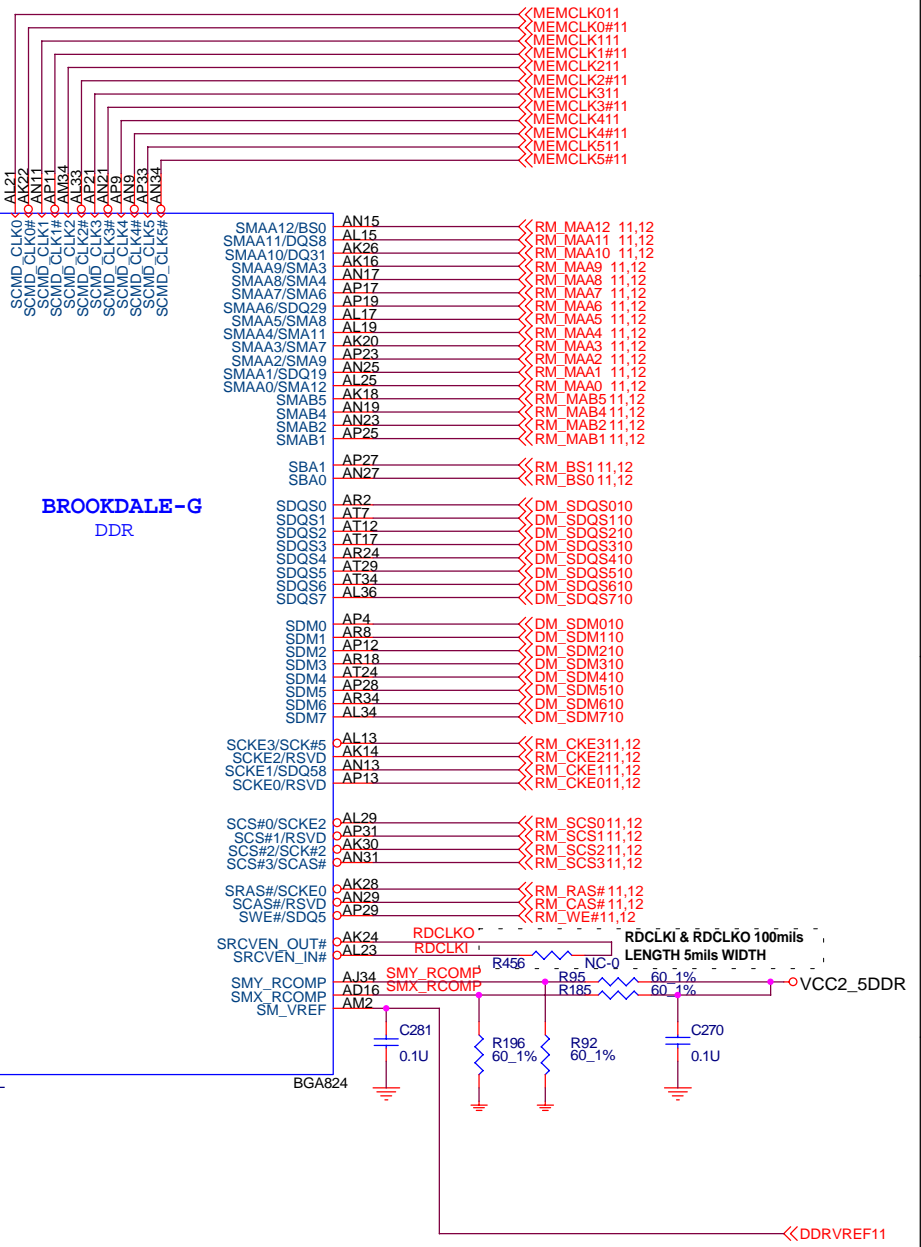 MEMCLK011
MEMCLK0#11
MEMCLK111
MEMCLK1#11
MEMCLK211
MEMCLK2#11
MEMCLK311
MEMCLK3#11
MEMCLK411
MEMCLK4#11
MEMCLK511
MEMCLK5#11
AL21
AK22
AN11
AP11
AM34
AL33
AP21
AN21
AP9
AN9
AP33
AN34
SCMD_CLK0
SCMD_CLK0#
SCMD_CLK1
SCMD_CLK1#
SCMD_CLK2
SCMD_CLK2#
SCMD_CLK3
SCMD_CLK3#
SCMD_CLK4
SCMD_CLK4#
SCMD_CLK5
SCMD_CLK5#
SMAA12/BS0 AN15 RM_MAA12 11,12
SMAA11/DQS8 AL15 RM_MAA11 11,12
SMAA10/DQ31 AK26 RM_MAA10 11,12
SMAA9/SMA3 AK16 RM_MAA9 11,12
SMAA8/SMA4 AN17 RM_MAA8 11,12
SMAA7/SMA6 AP17 RM_MAA7 11,12
SMAA6/SDQ29 AP19 RM_MAA6 11,12
SMAA5/SMA8 AL17 RM_MAA5 11,12
SMAA4/SMA11 AL19 RM_MAA4 11,12
SMAA3/SMA7 AK20 RM_MAA3 11,12
SMAA2/SMA9 AP23 RM_MAA2 11,12
SMAA1/SDQ19 AN25 RM_MAA1 11,12
SMAA0/SMA12 AL25 RM_MAA0 11,12
SMAB5 AK18 RM_MAB5 11,12
SMAB4 AN19 RM_MAB4 11,12
SMAB2 AN23 RM_MAB2 11,12
SMAB1 AP25 RM_MAB1 11,12
SBA1 AP27 RM_BS1 11,12
SBA0 AN27 RM_BS0 11,12
BROOKDALE-G
DDR
SDQS0 AR2 DM_SDQS010
SDQS1 AT7 DM_SDQS110
SDQS2 AT12 DM_SDQS210
SDQS3 AT17 DM_SDQS310
SDQS4 AR24 DM_SDQS410
SDQS5 AT29 DM_SDQS510
SDQS6 AT34 DM_SDQS610
SDQS7 AL36 DM_SDQS710
SDM0 AP4 DM_SDM010
SDM1 AR8 DM_SDM110
SDM2 AP12 DM_SDM210
SDM3 AR18 DM_SDM310
SDM4 AT24 DM_SDM410
SDM5 AP28 DM_SDM510
SDM6 AR34 DM_SDM610
SDM7 AL34 DM_SDM710
SCKE3/SCK#5 AL13 RM_CKE311,12
SCKE2/RSVD AK14 RM_CKE211,12
SCKE1/SDQ58 AN13 RM_CKE111,12
SCKE0/RSVD AP13 RM_CKE011,12
SCS#0/SCKE2 AL29 RM_SCS011,12
SCS#1/RSVD AP31 RM_SCS111,12
SCS#2/SCK#2 AK30 RM_SCS211,12
SCS#3/SCAS# AN31 RM_SCS311,12
SRAS#/SCKE0 AK28 RM_RAS# 11,12
SCAS#/RSVD AN29 RM_CAS# 11,12
SWE#/SDQ5 AP29 RM_WE#11,12
SRCVEN_OUT# AK24 RDCLKO
SRCVEN_IN# AL23 RDCLKI
RDCLKI & RDCLKO 100mils
LENGTH 5mils WIDTH
R456 NC-0
SMY_RCOMP AJ34 SMY_RCOMP R95 60_1%
SMX_RCOMP AD16 SMX_RCOMP R185 60_1%
VCC2_5DDR
SM_VREF AM2
C281
0.1U
R196
60_1%
R92
60_1%
C270
0.1U
BGA824
DDRVREF11